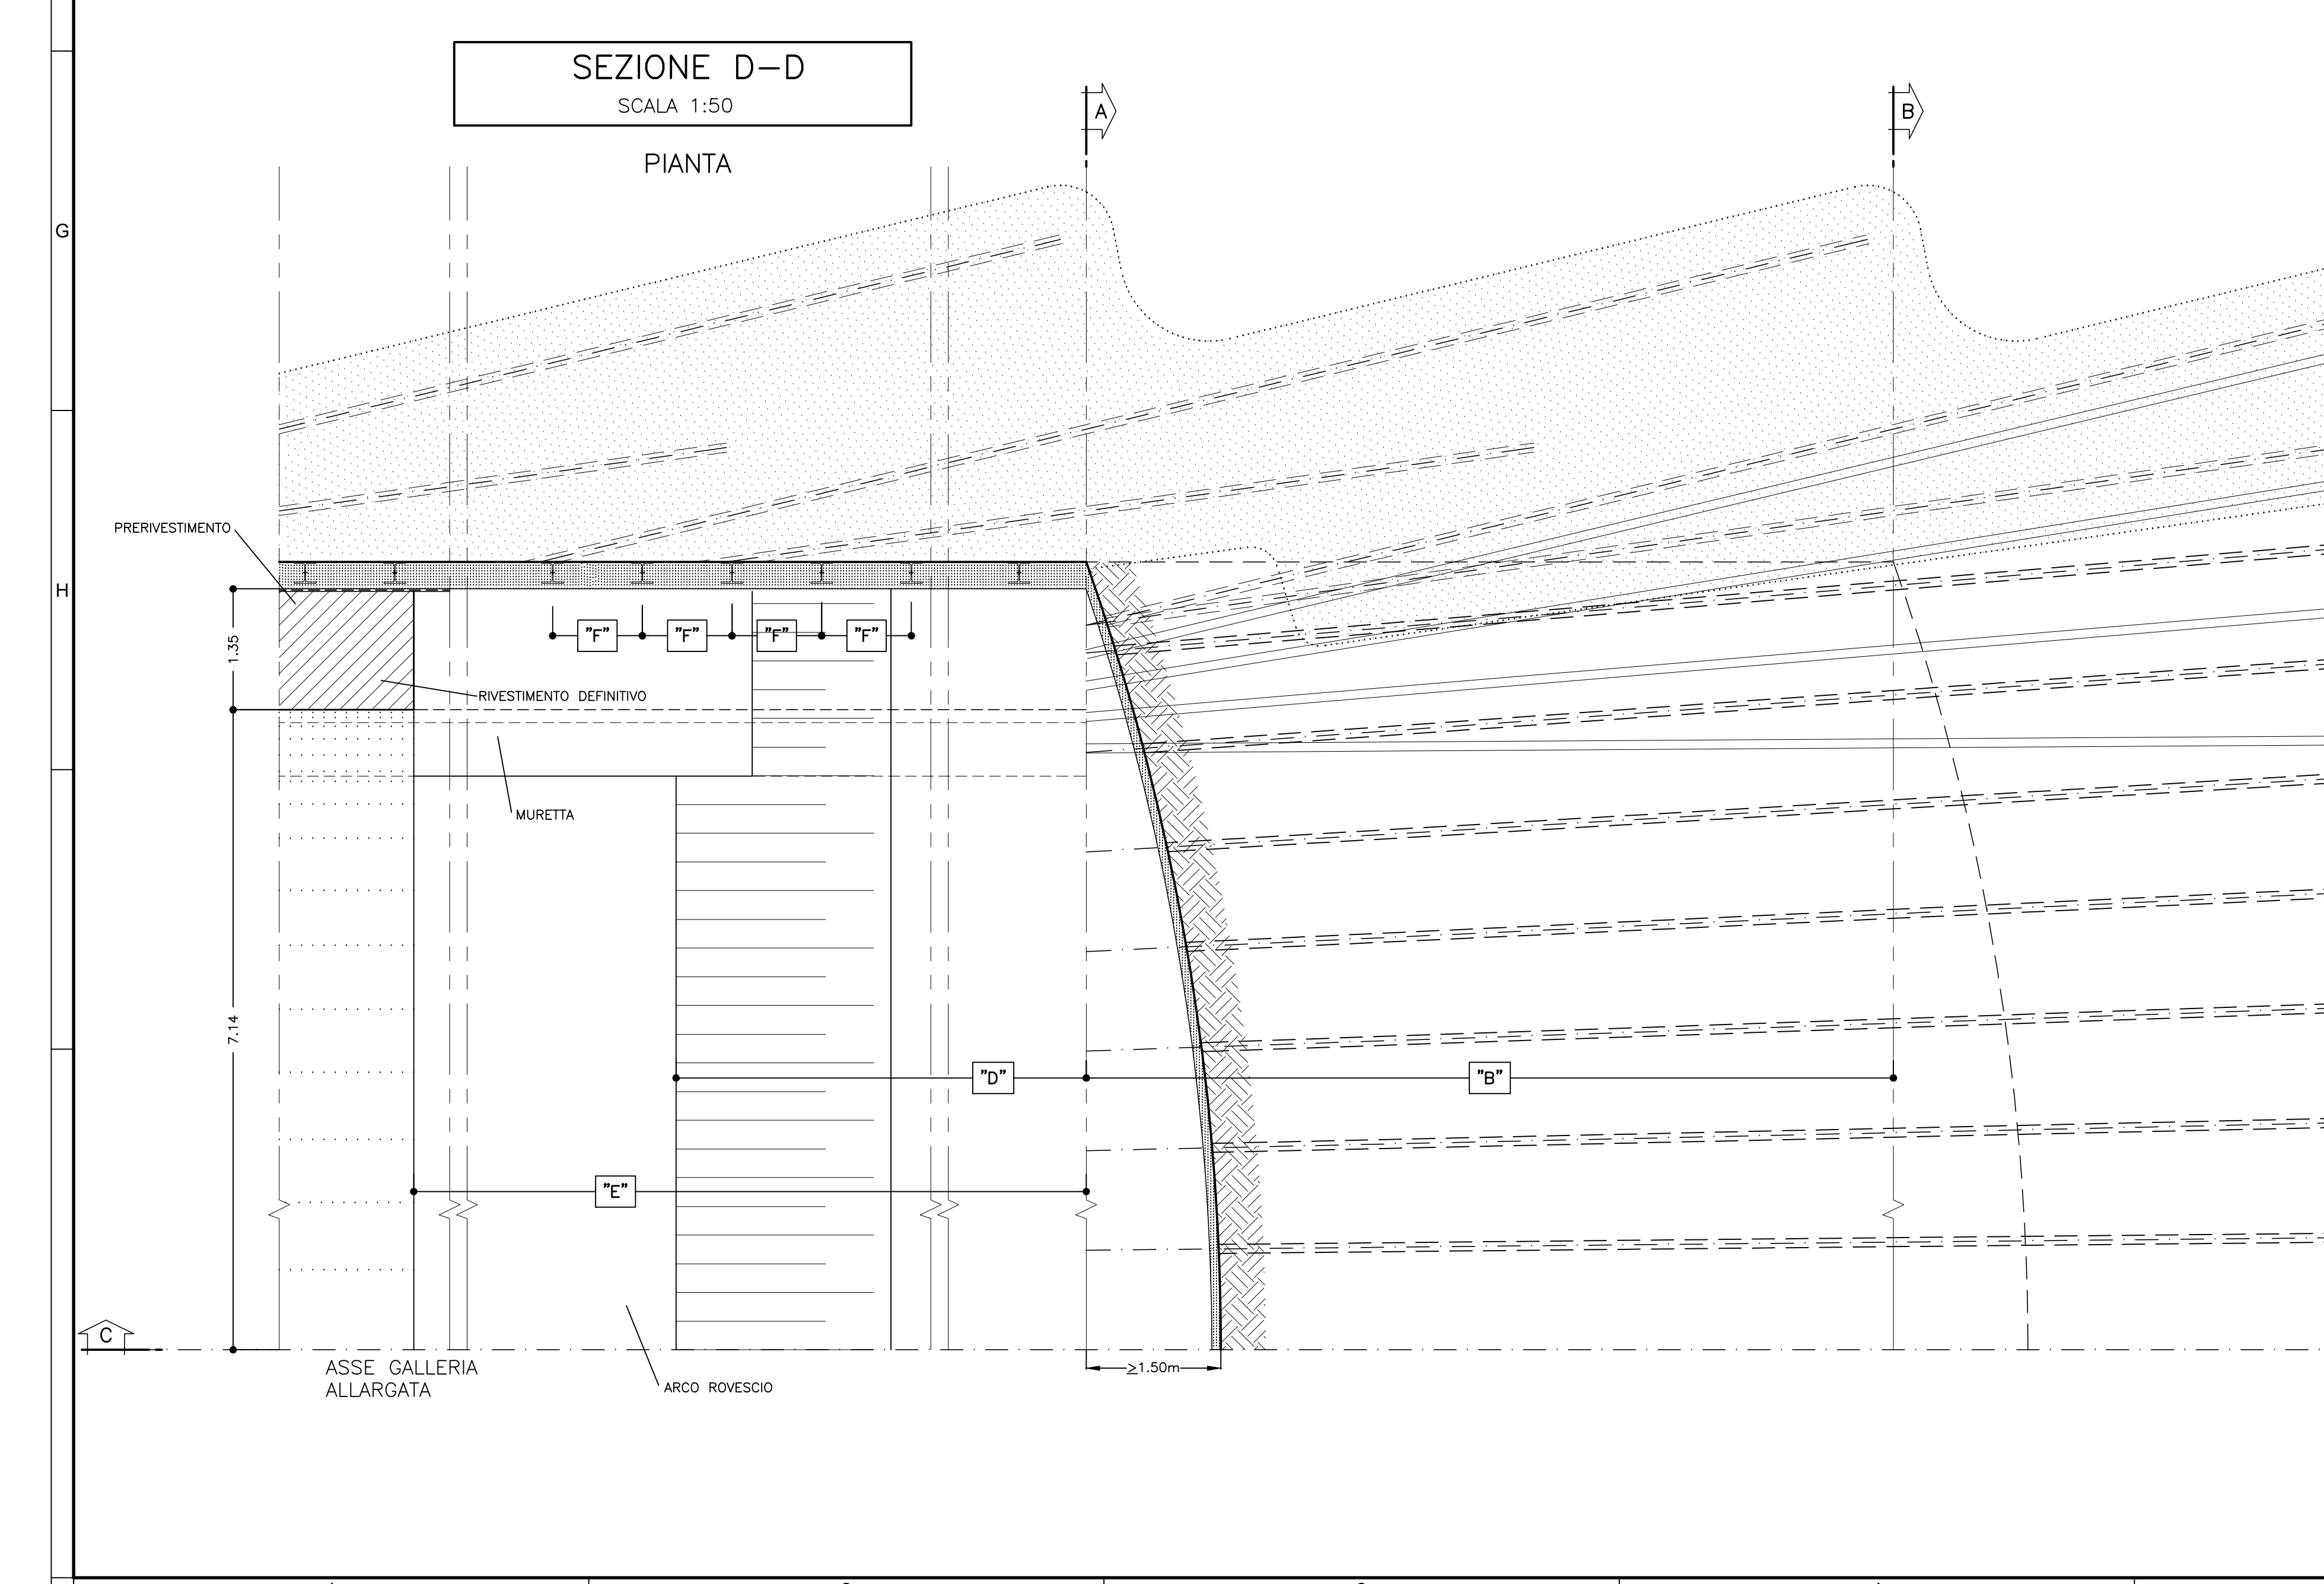 SEZIONE D-D
SCALA 1:50
PIANTA
A
B
G
H
PRERIVESTIMENTO
1.35
"F"
"F"
"F"
"F"
RIVESTIMENTO DEFINITIVO
MURETTA
7.14
"D"
"B"
"E"
C
ASSE GALLERIA
ALLARGATA
ARCO ROVESCIO
≥1.50m